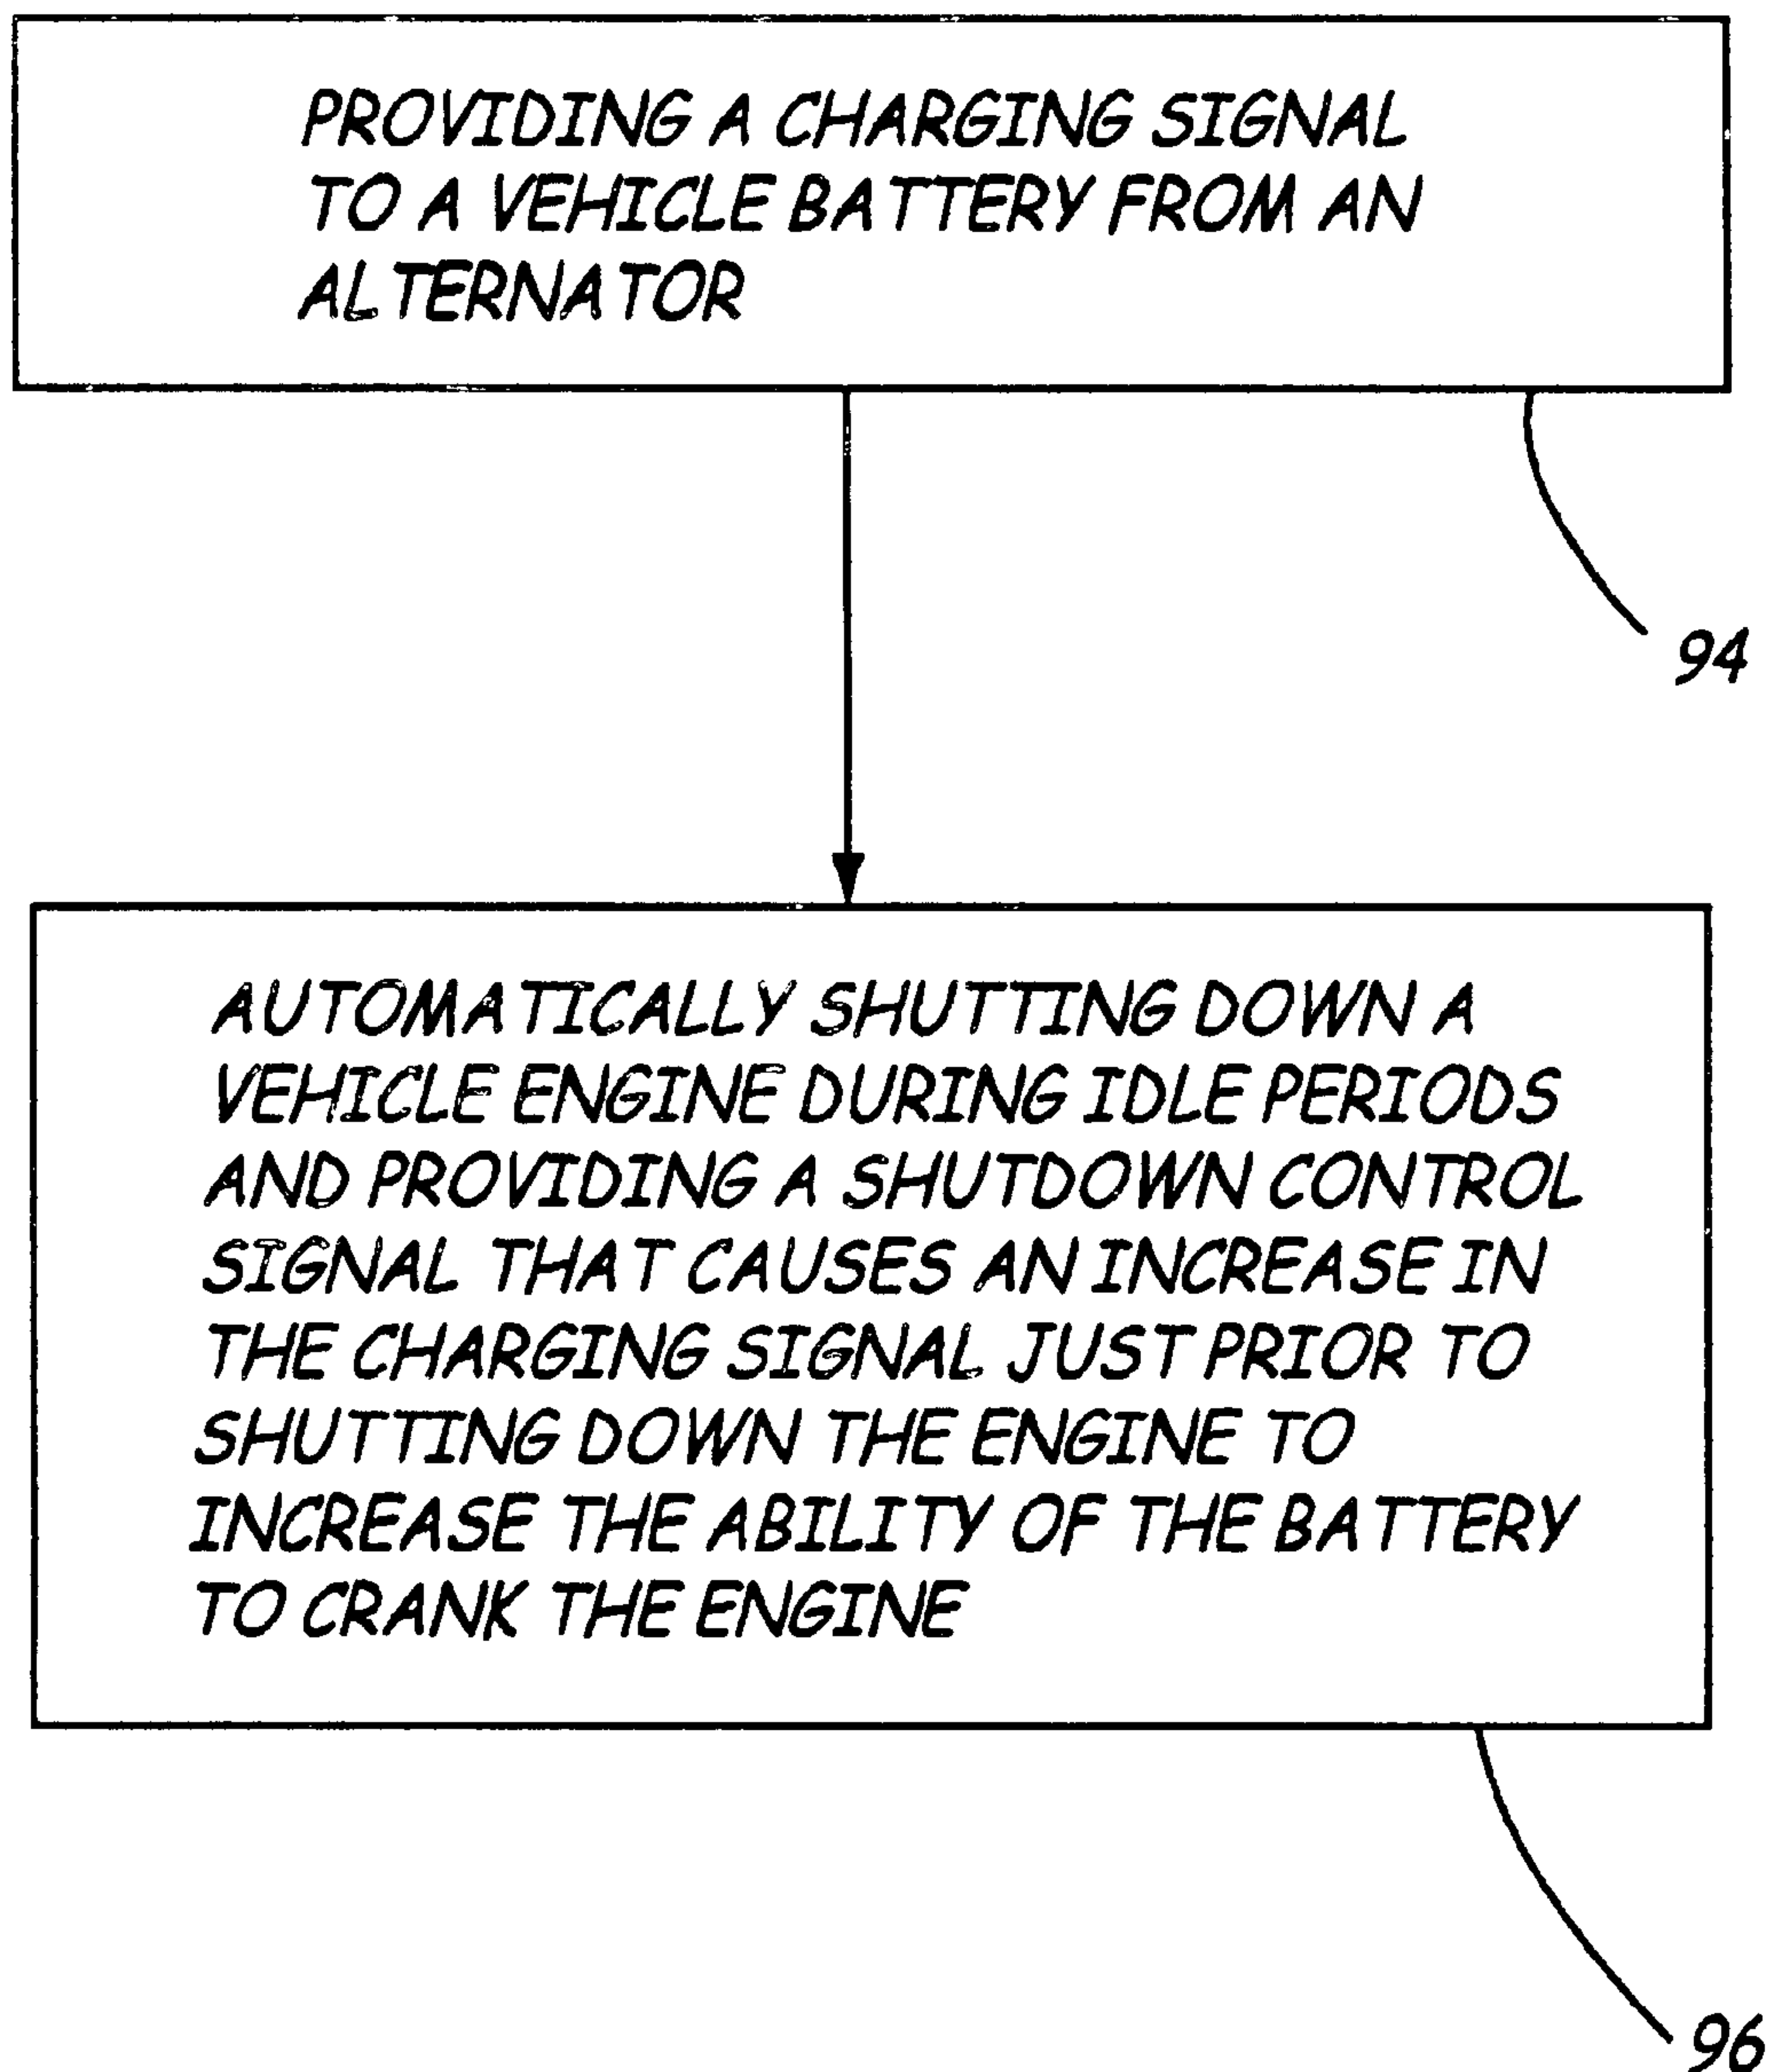 PROVIDING A CHARGING SIGNAL
TO A VEHICLE BATTERY FROM AN
ALTERNATOR
94
AUTOMATICALLY SHUTTING DOWN A
VEHICLE ENGINE DURING IDLE PERIODS
AND PROVIDING A SHUTDOWN CONTROL
SIGNAL THAT CAUSES AN INCREASE IN
THE CHARGING SIGNAL JUST PRIOR TO
SHUTTING DOWN THE ENGINE TO
INCREASE THE ABILITY OF THE BATTERY
TO CRANK THE ENGINE
96